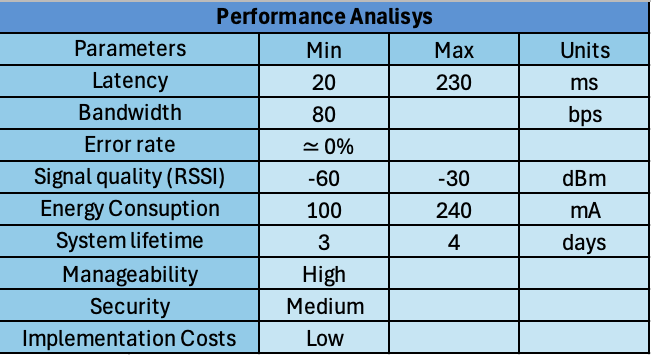 Performance Analisys
Parameters Min Max Units
Latency 20 230 ms
Bandwidth 80 bps
Error rate ≃ 0%
Signal quality (RSSI) -60 -30 dBm
Energy Consuption 100 240 mA
System lifetime 3 4 days
Manageability High
Security Medium
Implementation Costs Low